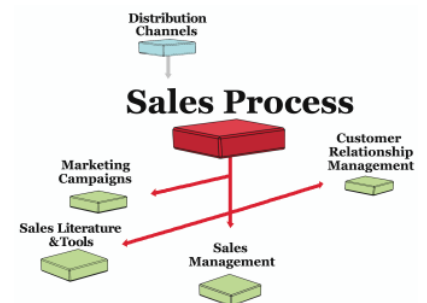 Distribution
Channels
Sales Process
Customer
Relationship
Management
Marketing
Campaigns
Sales Literature
&Tools
Sales
Management